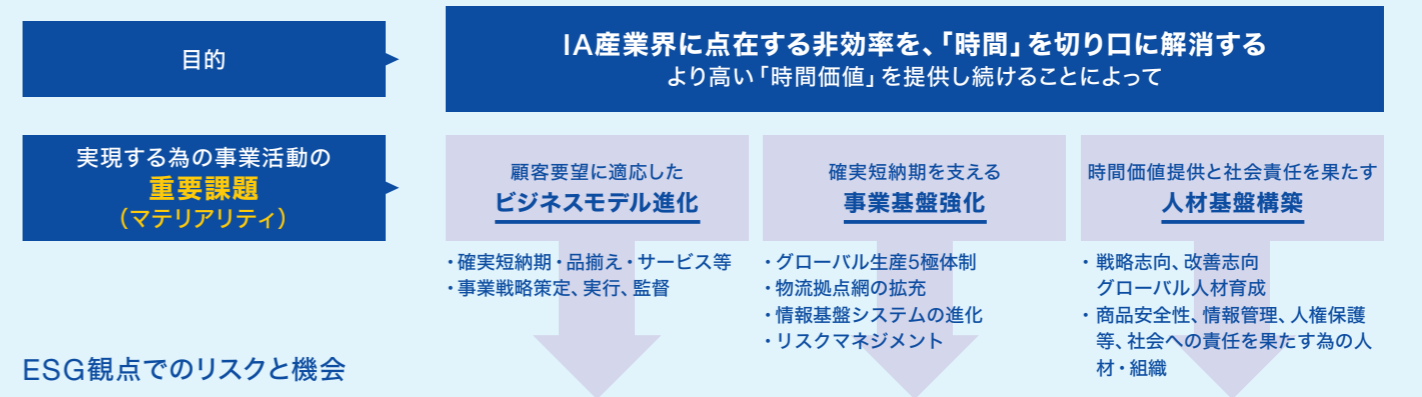 目的
IA産業界に点在する非効率を、「時間」を切り口に解消する
より高い「時間価値」を提供し続けることによって
実現する為の事業活動の
重要課題
（マテリアリティ）
顧客要望に適応した
ビジネスモデル進化
・確実短納期・品揃え・サービス等
・事業戦略策定、実行、監督
確実短納期を支える
事業基盤強化
・グローバル生産5極体制
・物流拠点網の拡充
・情報基盤システムの進化
・リスクマネジメント
時間価値提供と社会責任を果たす
人材基盤構築
・戦略志向、改善志向
グローバル人材育成
・商品安全性、情報管理、人権保護
等、社会への責任を果たす為の人
材・組織
ESG観点でのリスクと機会